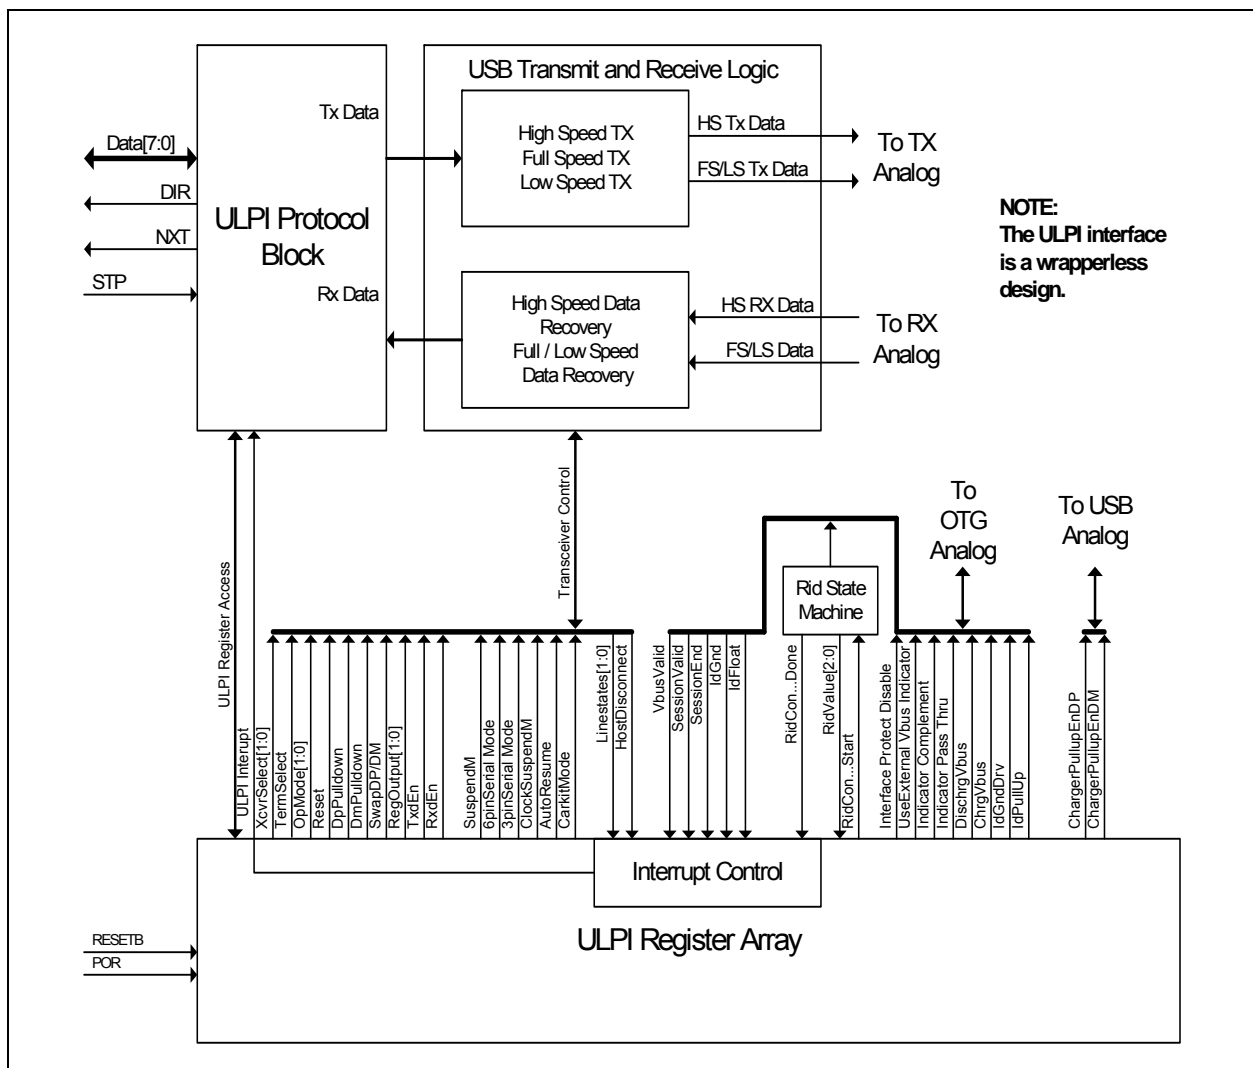 USB Transmit and Receive Logic
Tx Data
Data[7:0]
DIR
NXT
STP
ULPI Protocol
Block
Rx Data
High Speed TX
Full Speed TX
Low Speed TX
HS Tx Data
FS/LS Tx Data
To TX
Analog
High Speed Data
Recovery
Full / Low Speed
Data Recovery
HS RX Data
FS/LS Data
To RX
Analog
NOTE:
The ULPI interface
is a wrapperless
design.
ULPI Register Access
ULPI Interupt
Transceiver Control
XcvrSelect[1:0]
TermSelect
OpMode[1:0]
Reset
DpPulldown
DmPulldown
SwapDP/DM
RegOutput[1:0]
TxdEn
RxdEn
SuspendM
6pinSerial Mode
3pinSerial Mode
ClockSuspendM
AutoResume
CarkitMode
Linestates[1:0]
HostDisconnect
VbusValid
SessionValid
SessionEnd
IdGnd
IdFloat
Rid State
Machine
RidCon...Done
RidValue[2:0]
RidCon...Start
To
OTG
Analog
Interface Protect Disable
UseExternal Vbus Indicator
Indicator Complement
Indicator Pass Thru
DischrgVbus
ChrgVbus
IdGndDrv
IdPullUp
To USB
Analog
ChargerPullupEnDP
ChargerPullupEnDM
Interrupt Control
ULPI Register Array
RESETB
POR